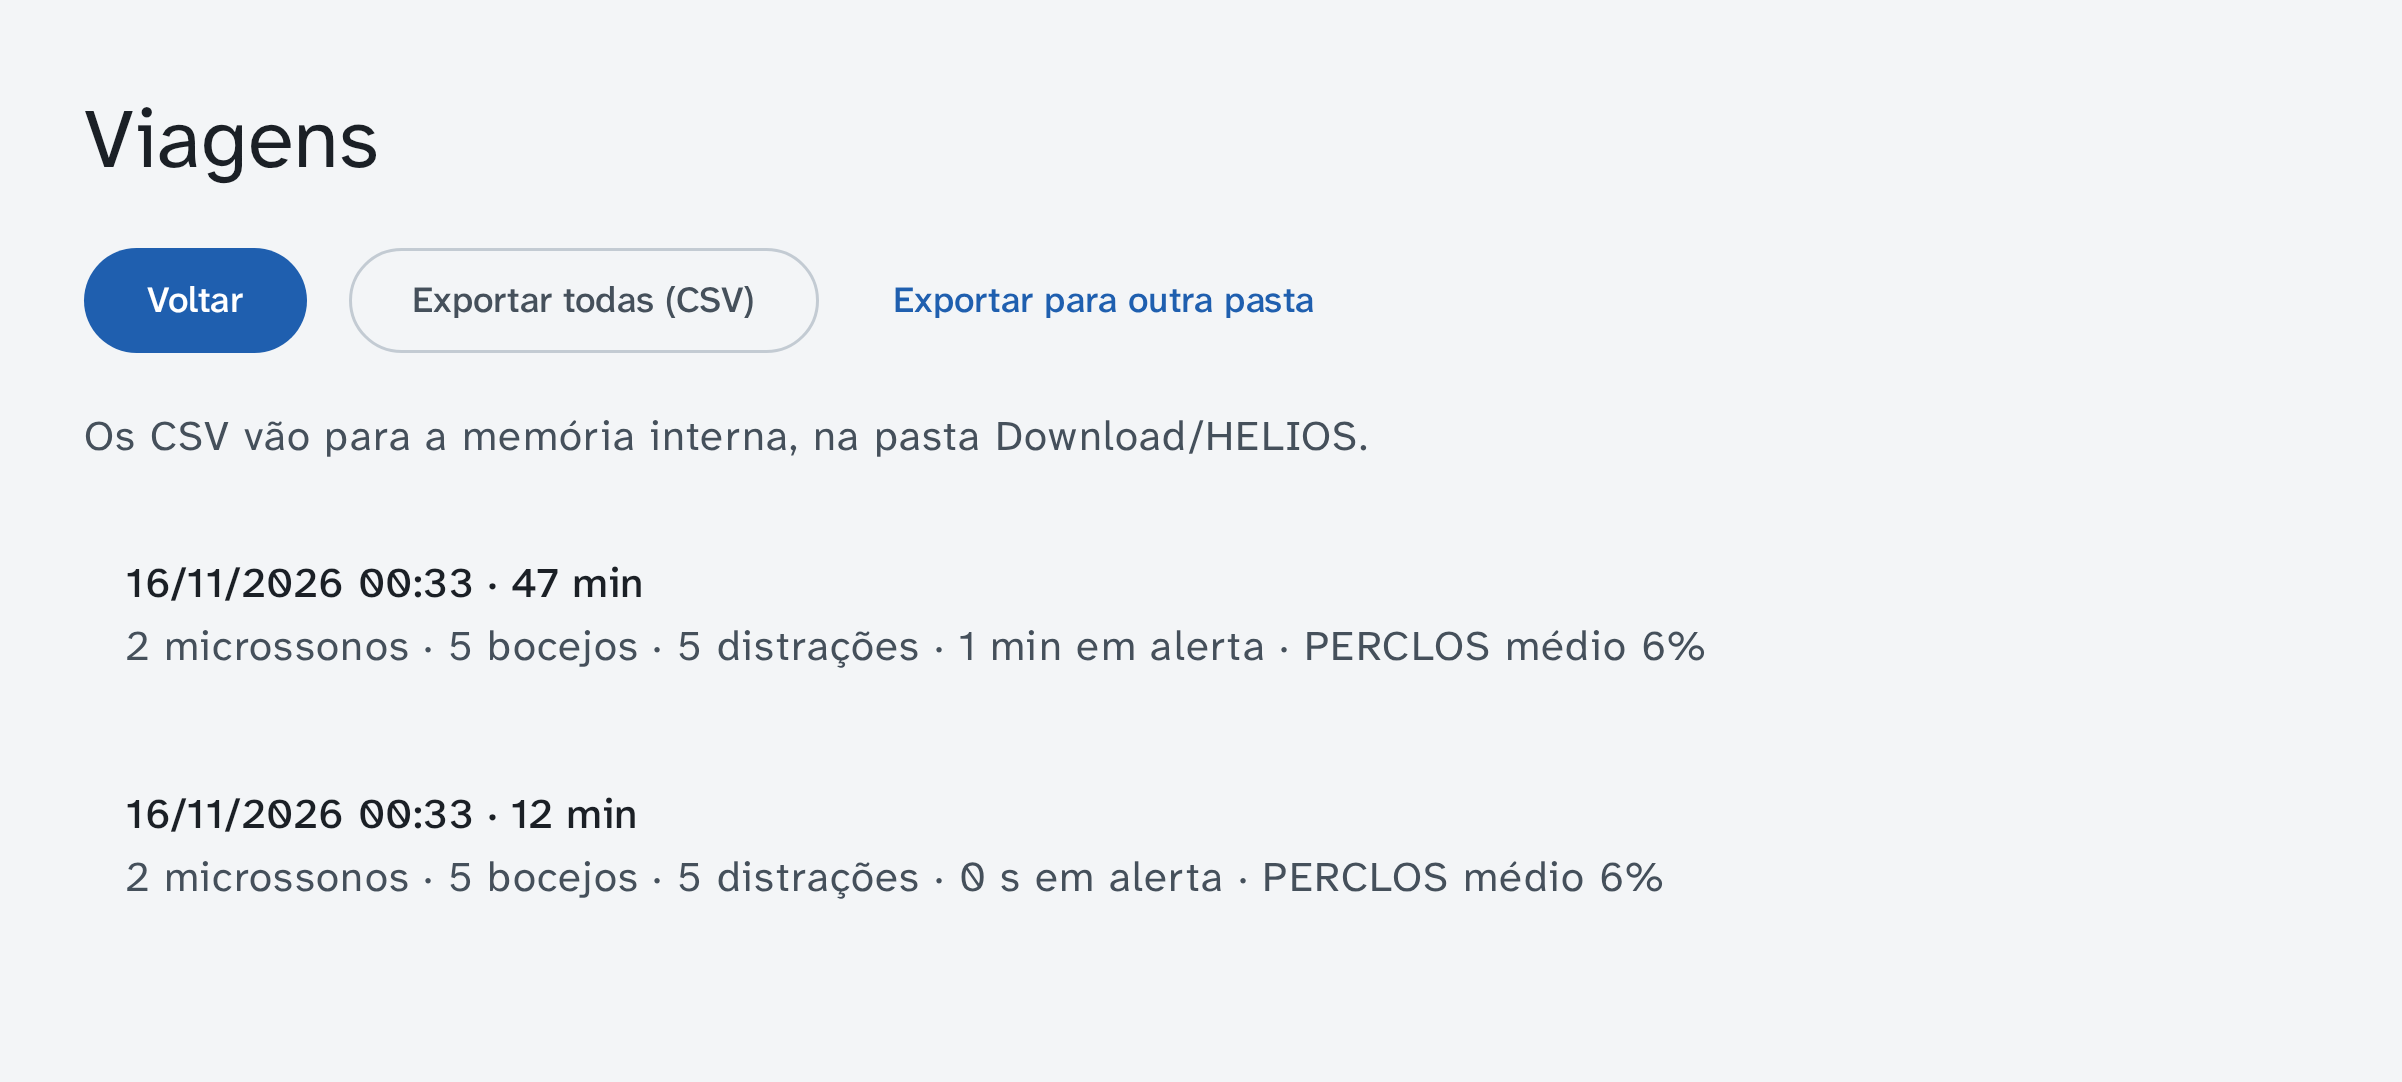 Viagens
Voltar
Exportar todas (CSV)
Exportar para outra pasta
Os CSV vão para a memória interna, na pasta Download/HELIOS.
16/11/2026 00:33 · 47 min
2 microssonos · 5 bocejos · 5 distrações · 1 min em alerta · PERCLOS médio 6%
16/11/2026 00:33 · 12 min
2 microssonos · 5 bocejos · 5 distrações · 0 s em alerta · PERCLOS médio 6%